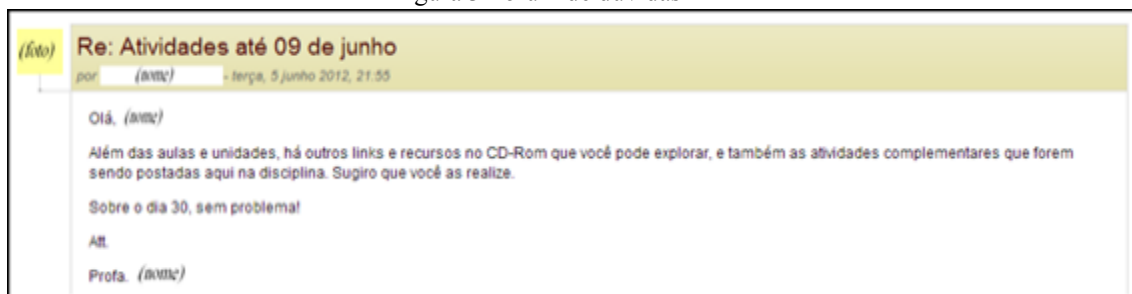 (foto)
Re: Atividades até 09 de junho
por (nome) - terça, 5 junho 2012, 21:55
Olá, (nome)
Além das aulas e unidades, há outros links e recursos no CD-Rom que você pode explorar, e também as atividades complementares que forem
sendo postadas aqui na disciplina. Sugiro que você as realize.
Sobre o dia 30, sem problema!
Att.
Profa. (nome)